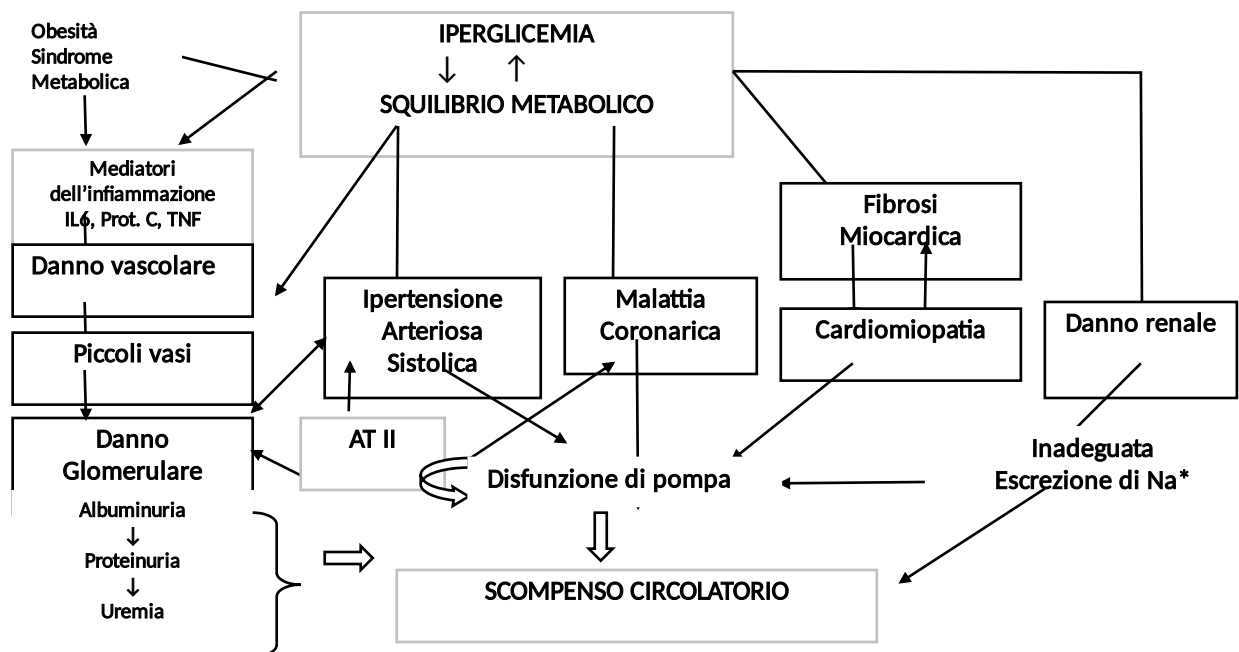 Obesità
Sindrome
Metabolica
IPERGLICEMIA
↓ ↑
SQUILIBRIO METABOLICO
Mediatori
dell'infiammazione
IL6, Prot. C, TNF
Danno vascolare
Piccoli vasi
Danno
Glomerulare
Albuminuria
↓
Proteinuria
↓
Uremia
Ipertensione
Arteriosa
Sistolica
AT II
Malattia
Coronarica
Fibrosi
Miocardica
Cardiomiopatia
Danno renale
Inadeguata
Escrezione di Na*
Disfunzione di pompa
SCOMPENSO CIRCOLATORIO